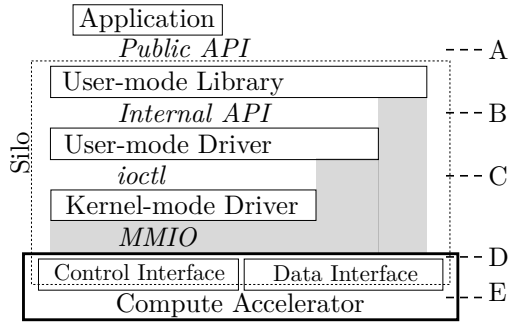 Application
Public API
A
User-mode Library
Internal API
B
User-mode Driver
ioctl
C
Kernel-mode Driver
MMIO
D
Control Interface
Data Interface
E
Compute Accelerator
Silo